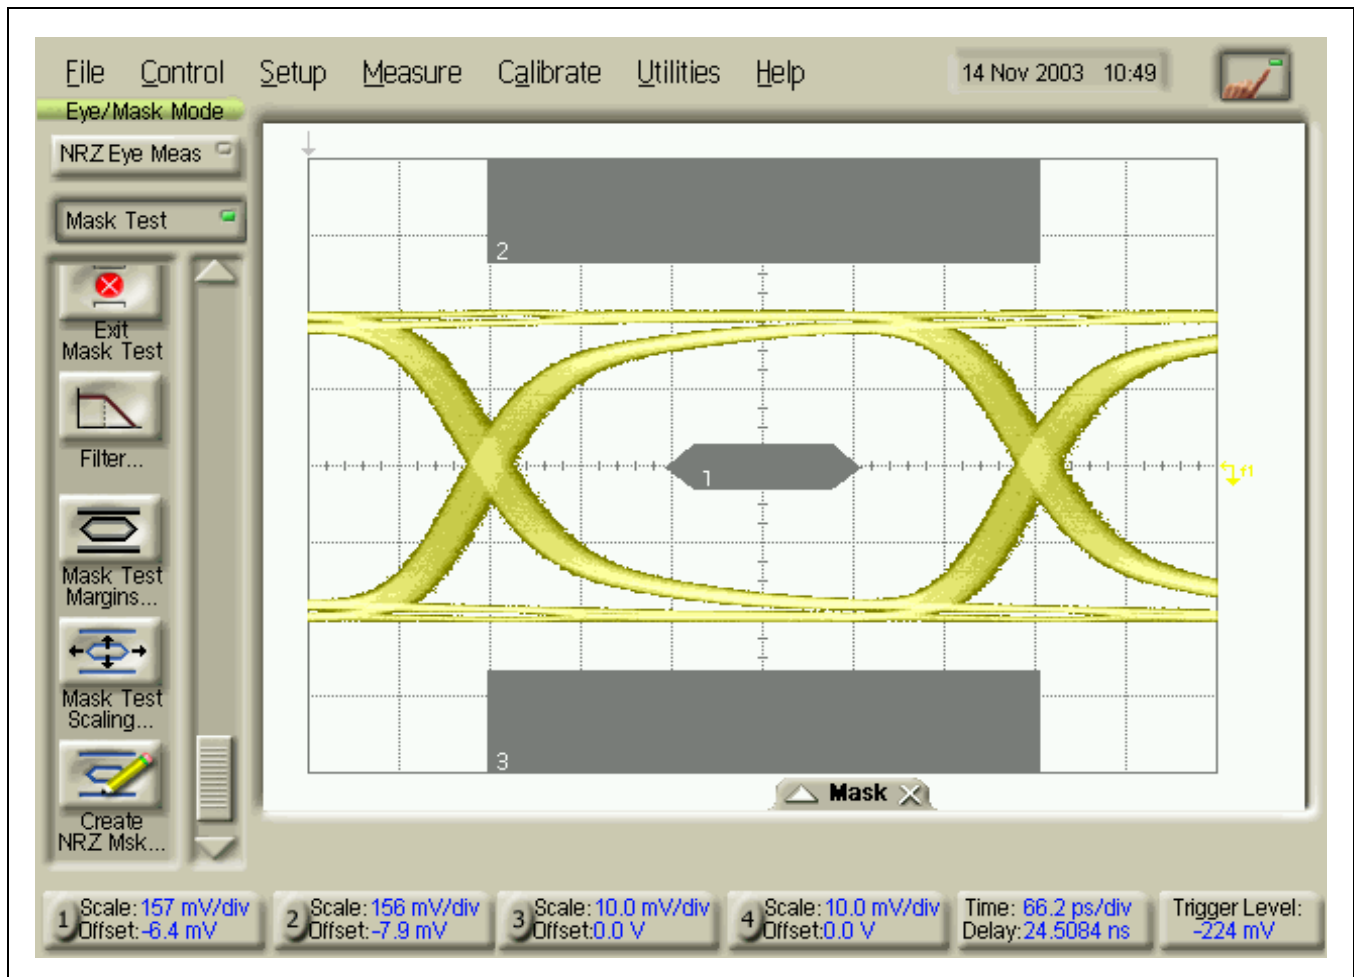 File Control Setup Measure Calibrate Utilities Help 14 Nov 2003 10:49
Eye/Mask Mode
NRZ Eye Meas
Mask Test
Exit
Mask Test
Filter...
Mask Test
Margins...
Mask Test
Scaling...
Create
NRZ Msk...
2
1
f1
3
Mask
1 Scale: 157 mV/div
Offset:-6.4 mV
2 Scale: 156 mV/div
Offset:-7.9 mV
3 Scale: 10.0 mV/div
Offset:0.0 V
4 Scale: 10.0 mV/div
Offset:0.0 V
Time: 66.2 ps/div
Delay:24.5084 ns
Trigger Level:
-224 mV